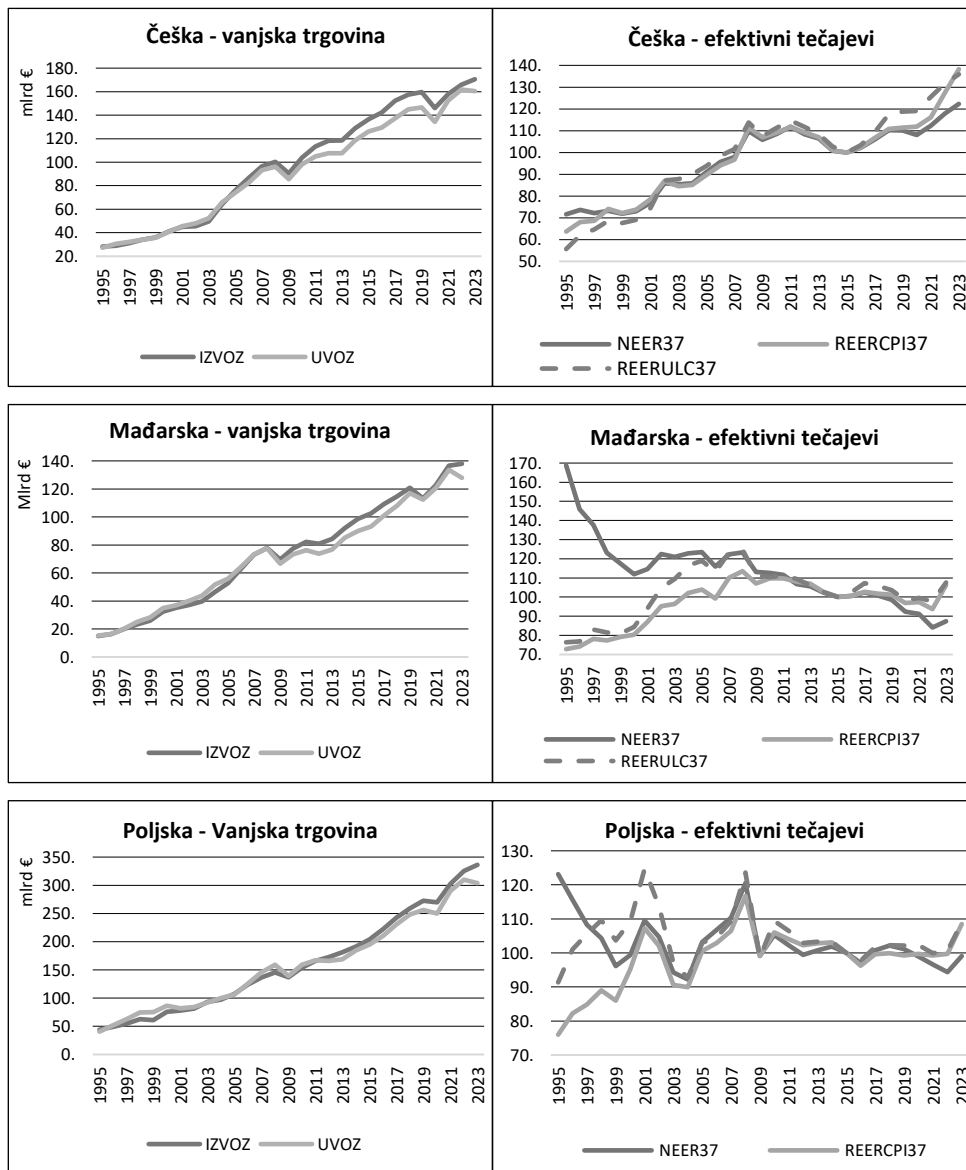 Češka - vanjska trgovina
mlrd €
180.
160.
140.
120.
100.
80.
60.
40.
20.
1995 1997 1999 2001 2003 2005 2007 2009 2011 2013 2015 2017 2019 2021 2023
IZVOZ UVOZ
Češka - efektivni tečajevi
140.
130.
120.
110.
100.
90.
80.
70.
60.
50.
1995 1997 1999 2001 2003 2005 2007 2009 2011 2013 2015 2017 2019 2021 2023
NEER37 REERCPI37
REERULC37
Mađarska - vanjska trgovina
Mlrd €
140.
120.
100.
80.
60.
40.
20.
0.
1995 1997 1999 2001 2003 2005 2007 2009 2011 2013 2015 2017 2019 2021 2023
IZVOZ UVOZ
Mađarska - efektivni tečajevi
170.
160.
150.
140.
130.
120.
110.
100.
90.
80.
70.
1995 1997 1999 2001 2003 2005 2007 2009 2011 2013 2015 2017 2019 2021 2023
NEER37 REERCPI37
REERULC37
Poljska - Vanjska trgovina
mlrd €
350.
300.
250.
200.
150.
100.
50.
0.
1995 1997 1999 2001 2003 2005 2007 2009 2011 2013 2015 2017 2019 2021 2023
IZVOZ UVOZ
Poljska - efektivni tečajevi
130.
120.
110.
100.
90.
80.
70.
1995 1997 1999 2001 2003 2005 2007 2009 2011 2013 2015 2017 2019 2021 2023
NEER37 REERCPI37